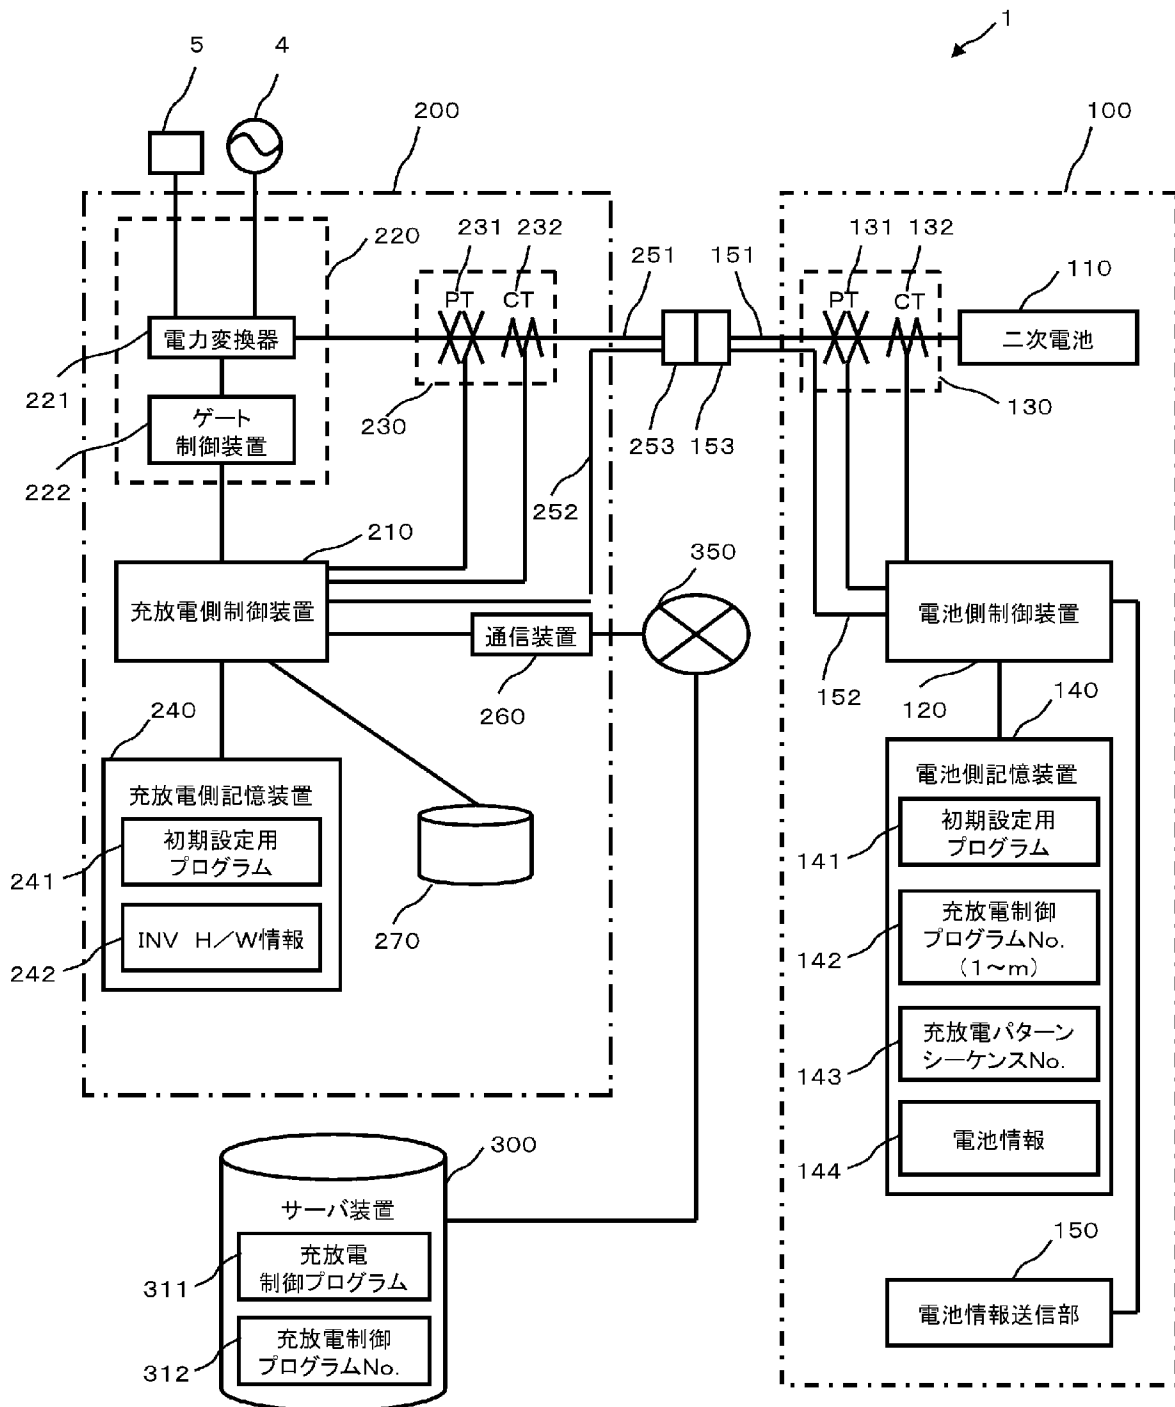 1
5
4
200
100
220
231
232
251
151
131
132
110
PT
CT
PT
CT
電力変換器
二次電池
221
230
253
153
130
ゲート
制御装置
222
252
210
350
充放電側制御装置
通信装置
電池側制御装置
260
152
120
140
240
充放電側記憶装置
初期設定用
プログラム
241
INV H/W情報
242
270
電池側記憶装置
初期設定用
プログラム
141
充放電制御
プログラムNo.
(1~m)
142
充放電パターン
シーケンスNo.
143
電池情報
144
300
サーバ装置
充放電
制御プログラム
311
充放電制御
プログラムNo.
312
150
電池情報送信部